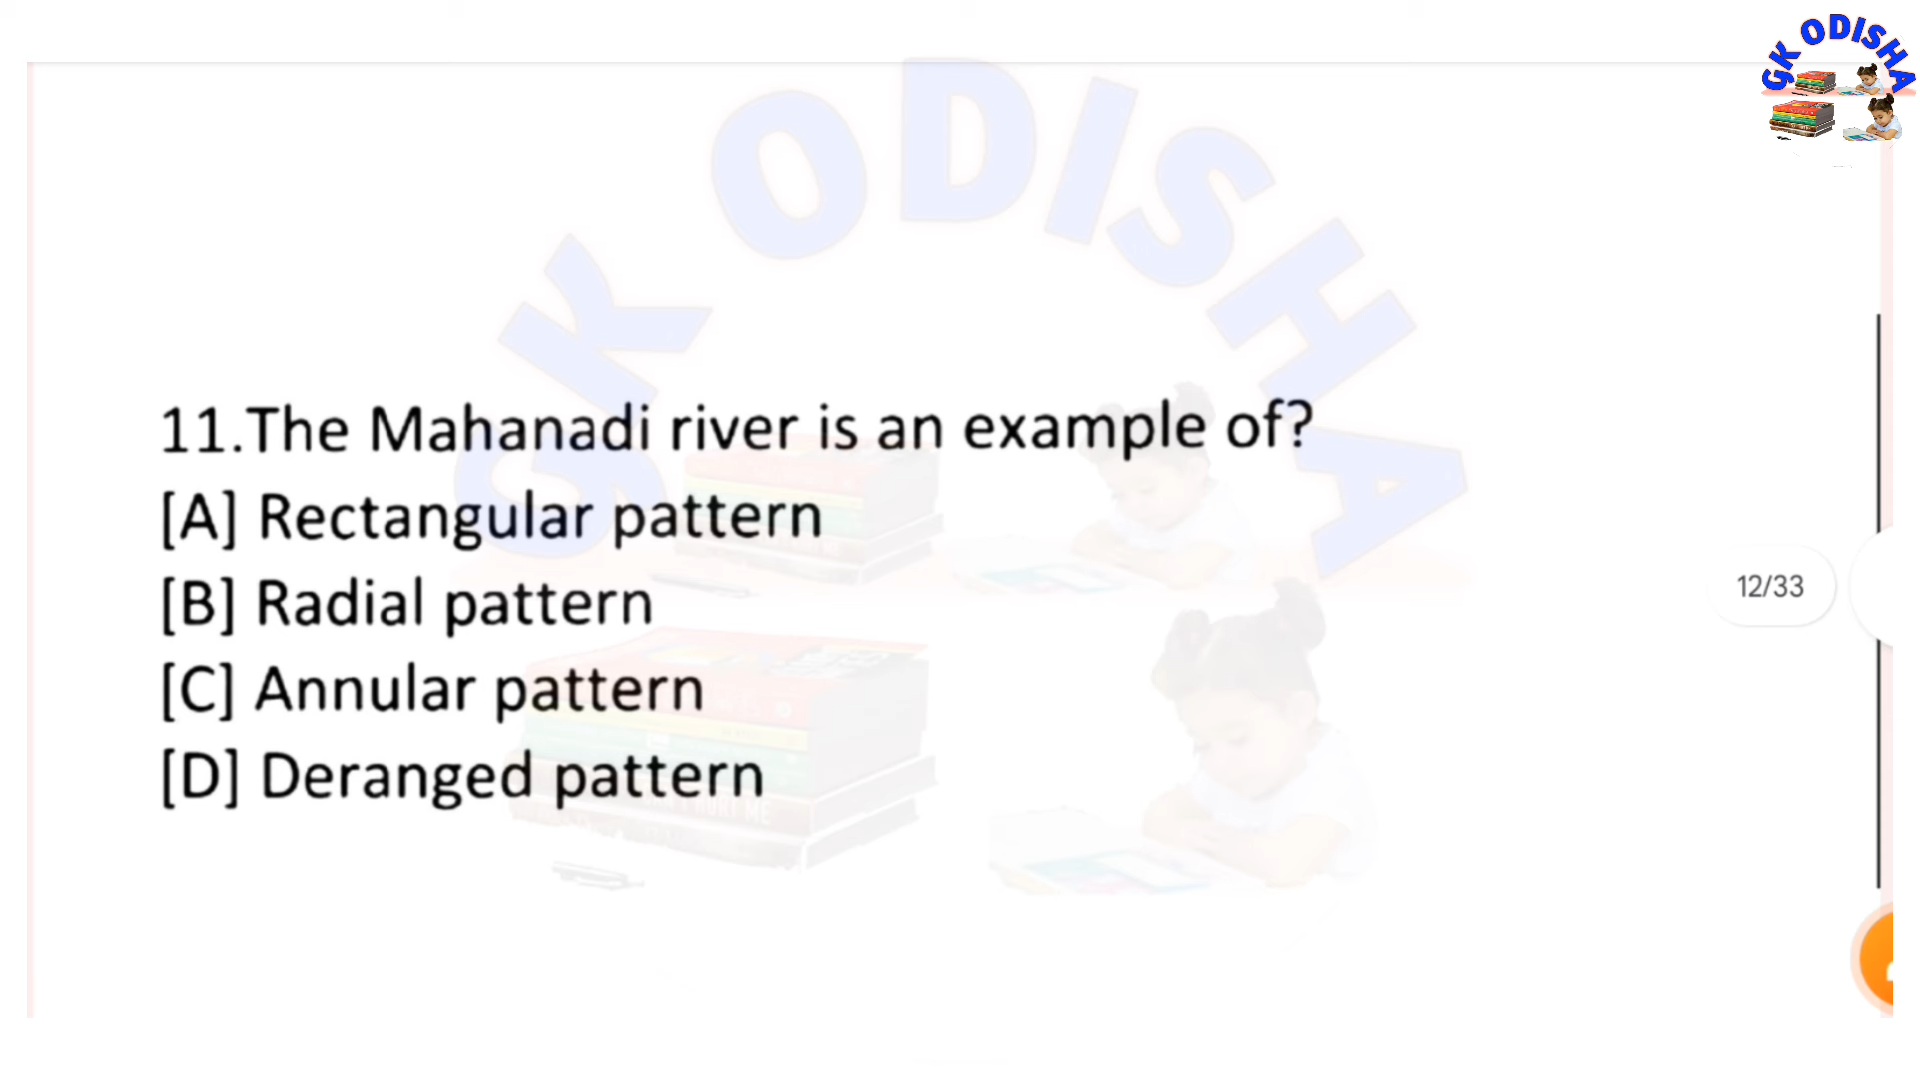 GK ODISHA
GK ODISHA
11.The Mahanadi river is an example of?
[A] Rectangular pattern
[B] Radial pattern
12/33
[C] Annular pattern
[D] Deranged pattern